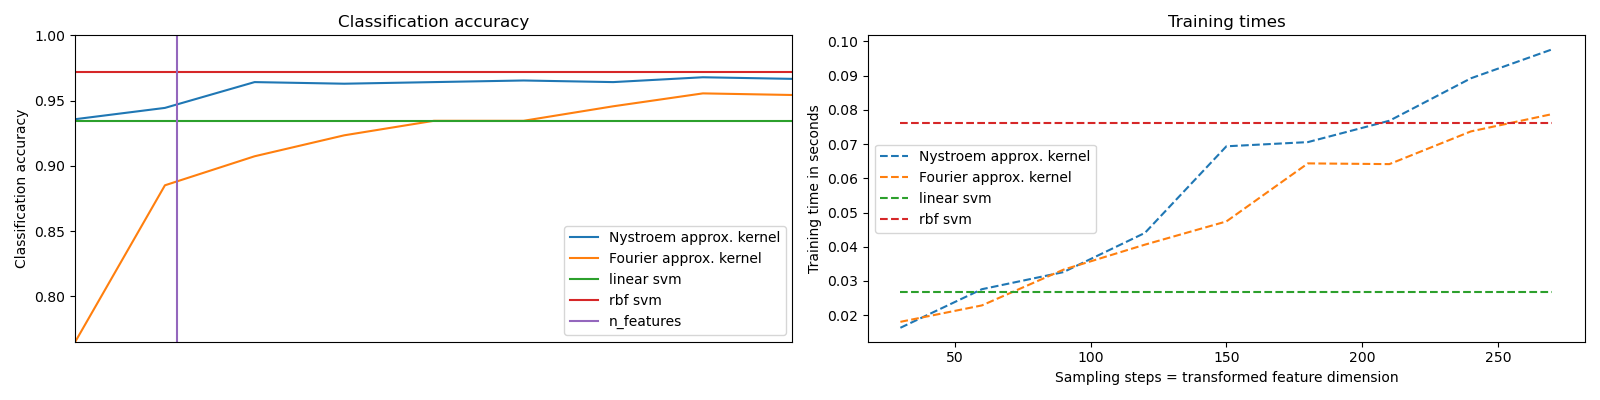 Classification accuracy
Classification accuracy
1.00
0.95
0.90
0.85
0.80
Nystroem approx. kernel
Fourier approx. kernel
linear svm
rbf svm
n_features
Training times
Training time in seconds
0.10
0.09
0.08
0.07
0.06
0.05
0.04
0.03
0.02
Nystroem approx. kernel
Fourier approx. kernel
linear svm
rbf svm
50 100 150 200 250
Sampling steps = transformed feature dimension